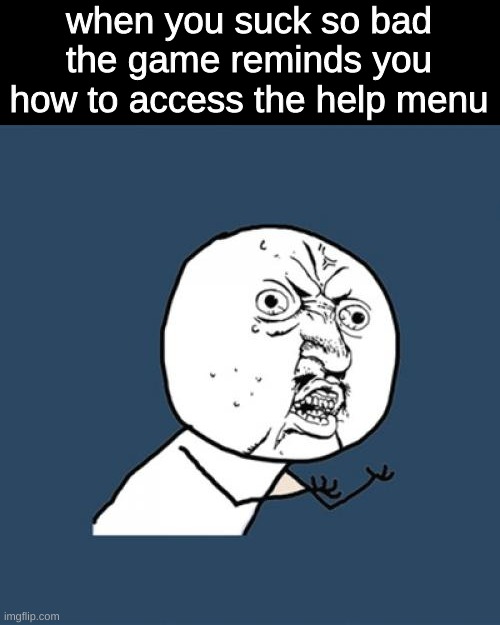 when you suck so bad
the game reminds you
how to access the help menu
imgflip.com